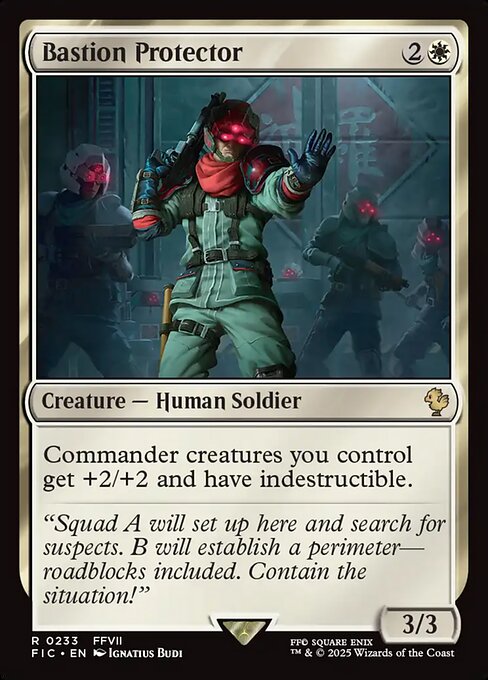 Bastion Protector 2
Creature — Human Soldier
Commander creatures you control
get +2/+2 and have indestructible.
“Squad A will set up here and search for
suspects. B will establish a perimeter—
roadblocks included. Contain the
situation!”
3/3
R 0233 FFVII
FIC • EN Ignatius Budi
FF© SQUARE ENIX
™ & © 2025 Wizards of the Coast